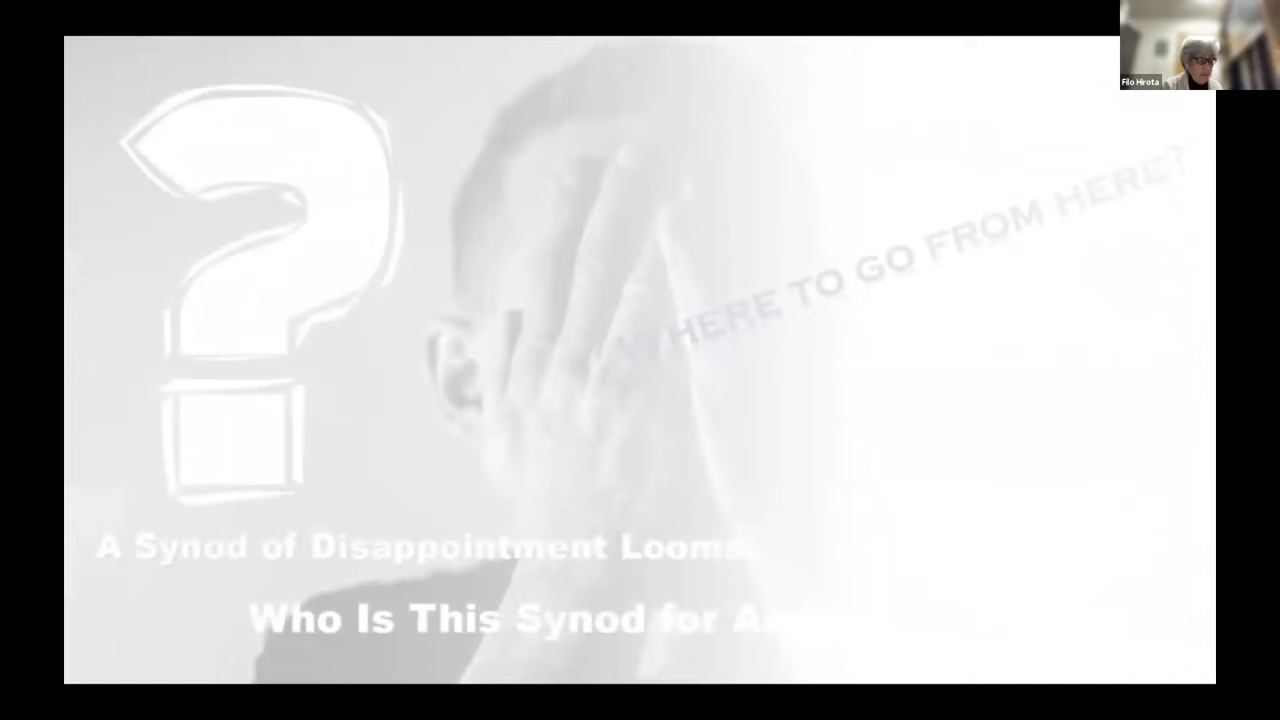 Filo Hirota
?
WHERE TO GO FROM HERE?
A Synod of Disappointment Looms
Who Is This Synod for